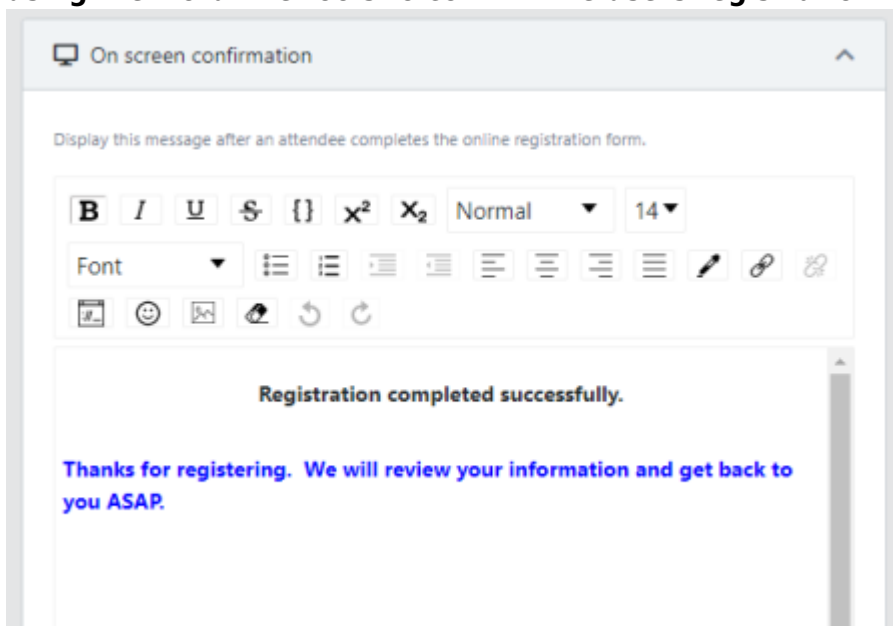 On screen confirmation
Display this message after an attendee completes the online registration form.
B I U S {} x² X₂ Normal 14
Font
Registration completed successfully.
Thanks for registering. We will review your information and get back to
you ASAP.